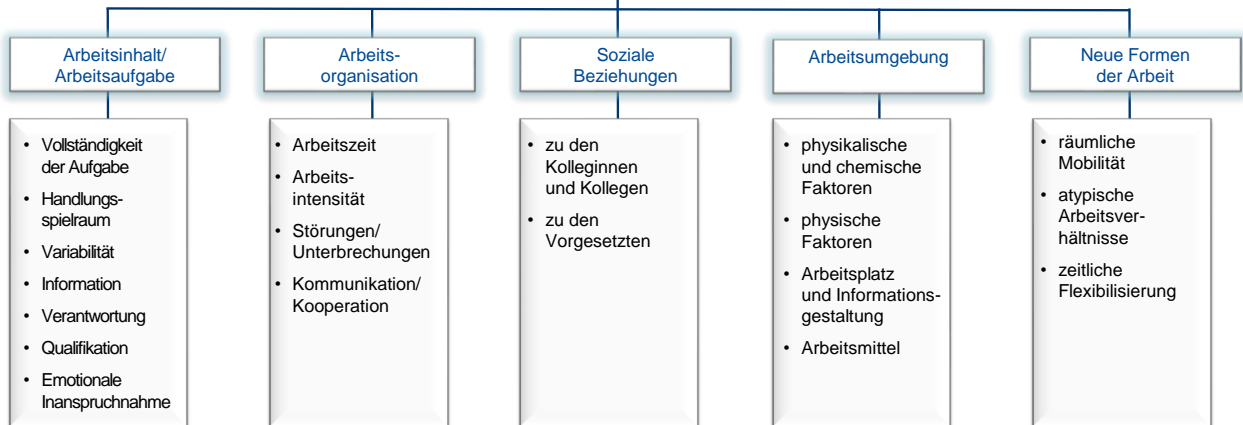 Arbeitsinhalt/
Arbeitsaufgabe
• Vollständigkeit
der Aufgabe
• Handlungs-
spielraum
• Variabilität
• Information
• Verantwortung
• Qualifikation
• Emotionale
Inanspruchnahme
Arbeits-
organisation
• Arbeitszeit
• Arbeits-
intensität
• Störungen/
Unterbrechungen
• Kommunikation/
Kooperation
Soziale
Beziehungen
• zu den
Kolleginnen
und Kollegen
• zu den
Vorgesetzten
Arbeitsumgebung
• physikalische
und chemische
Faktoren
• physische
Faktoren
• Arbeitsplatz
und Informations-
gestaltung
• Arbeitsmittel
Neue Formen
der Arbeit
• räumliche
Mobilität
• atypische
Arbeitsver-
hältnisse
• zeitliche
Flexibilisierung